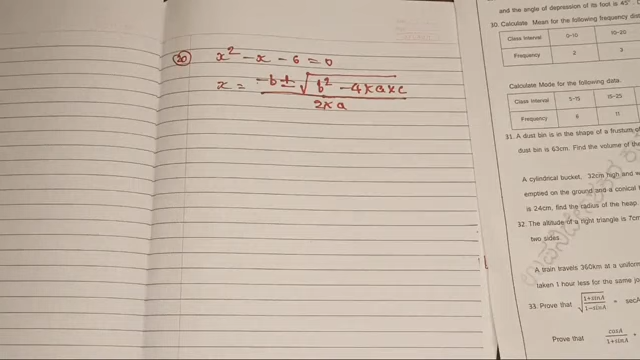 (20) x² - x - 6 = 0
x = -b ± √b² - 4×a×c / 2×a
and the angle of depression of its foot is 45°.
30. Calculate Mean for the following frequency
Class Interval 0-10 10-20
Frequency 2 3
Calculate Mode for the following data.
Class Interval 5-15 15-25
Frequency 6 11
31. A dust bin is in the shape of a frustum of
dust bin is 63cm. Find the volume of the
A cylindrical bucket, 32cm high and
emptied on the ground and a conical
is 24cm, find the radius of the heap
32. The altitude of a right triangle is 7cm
two sides.
A train travels 360km at a uniform
taken 1 hour less for the same
33. Prove that √1+sinA / 1-sinA = secA
Prove that cosA / 1+sinA +